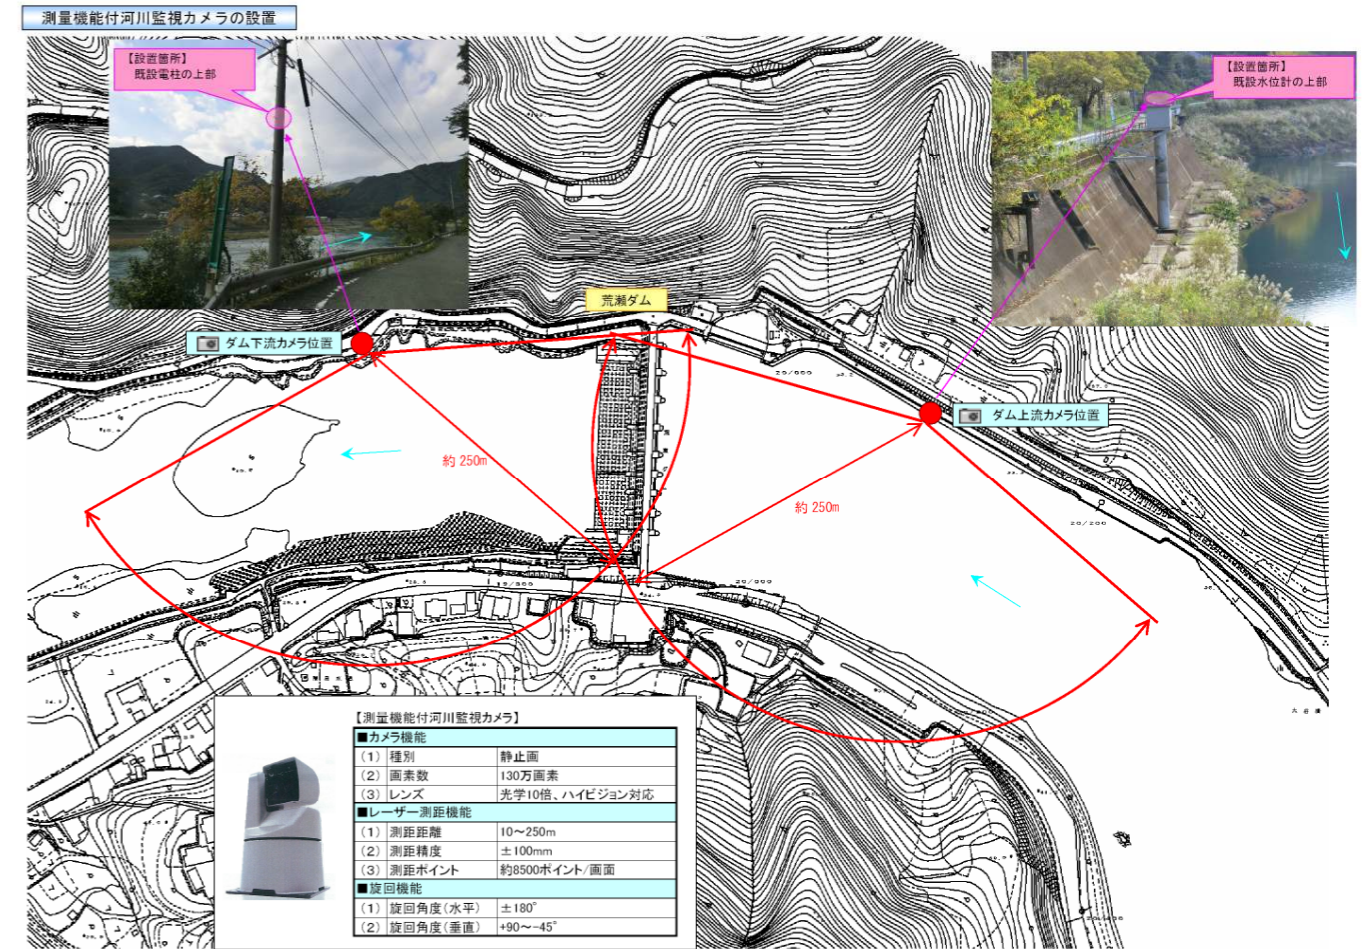 測量機能付河川監視カメラの設置
【設置箇所】
既設電柱の上部
【設置箇所】
既設水位計の上部
荒瀬ダム
ダム下流カメラ位置
ダム上流カメラ位置
約 250m
約 250m
29/000
20/200
19/800
20/000
【測量機能付河川監視カメラ】
■カメラ機能
(1) 種別 静止画
(2) 画素数 130万画素
(3) レンズ 光学10倍、ハイビジョン対応
■レーザー測距機能
(1) 測距距離 10～250m
(2) 測距精度 ±100mm
(3) 測距ポイント 約8500ポイント/画面
■旋回機能
(1) 旋回角度(水平) ±180°
(2) 旋回角度(垂直) +90～-45°